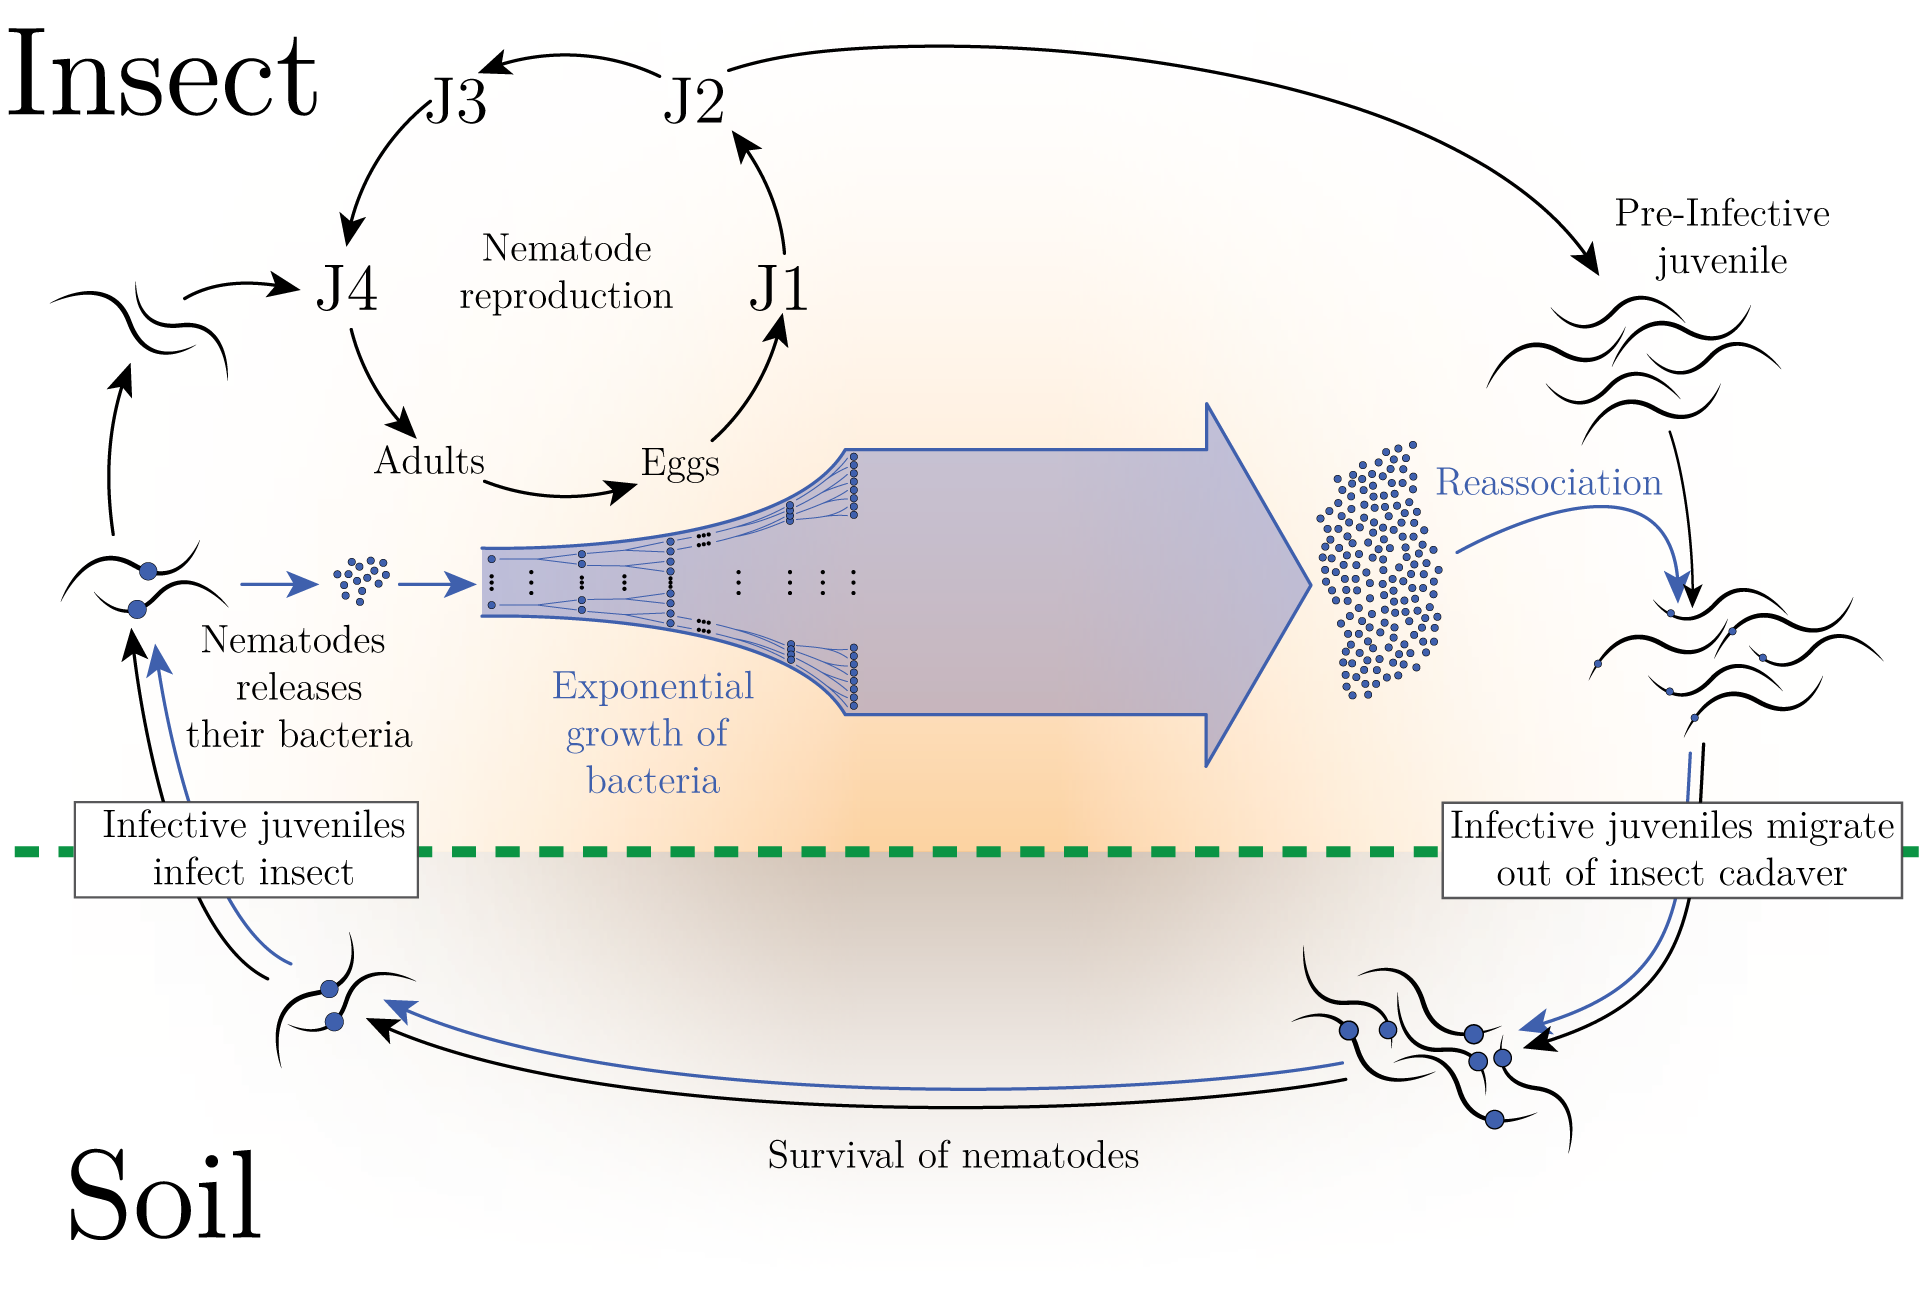 Insect
J3
J2
Pre-Infective
juvenile
Nematode
reproduction
J4
J1
Adults
Eggs
Reassociation
Nematodes
releases
their bacteria
Exponential
growth of
bacteria
Infective juveniles
infect insect
Infective juveniles migrate
out of insect cadaver
Survival of nematodes
Soil